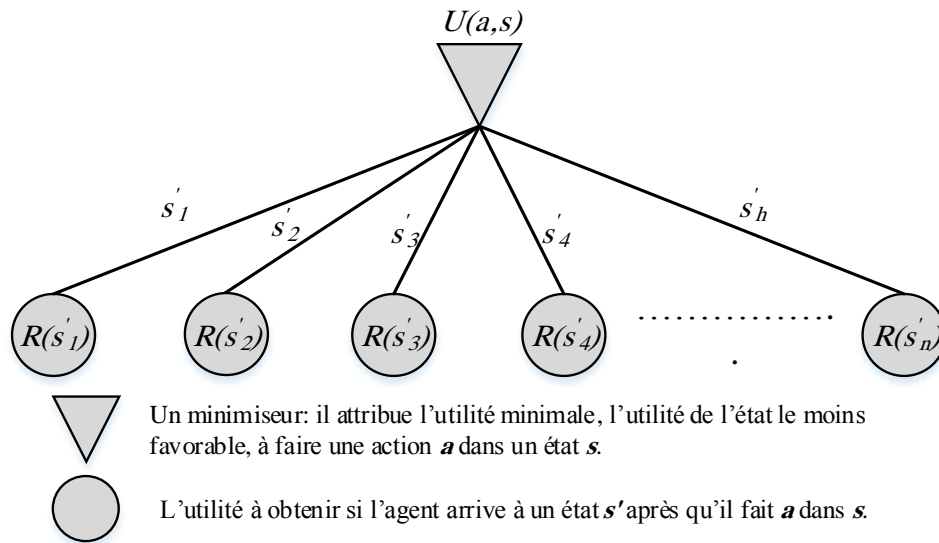 U(a,s)
s'1 s'2 s'3 s'4 s'h
R(s'1) R(s'2) R(s'3) R(s'4) ................ R(s'n)
.
Un minimiseur: il attribue l'utilité minimale, l'utilité de l'état le moins
favorable, à faire une action a dans un état s.
L'utilité à obtenir si l'agent arrive à un état s' après qu'il fait a dans s.